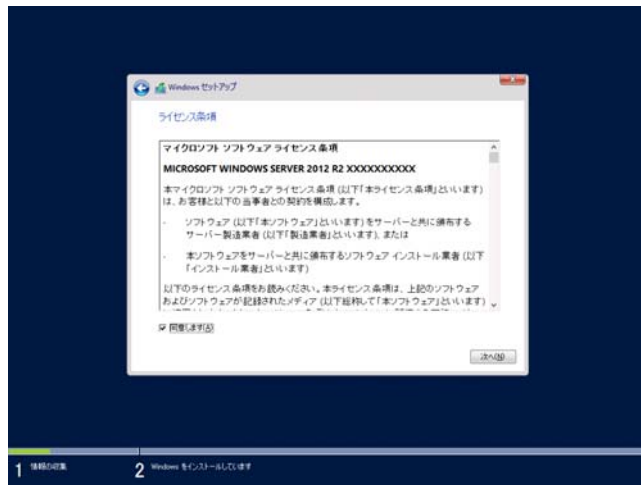 Windows セットアップ
ライセンス条項
マイクロソフト ソフトウェア ライセンス条項
MICROSOFT WINDOWS SERVER 2012 R2 XXXXXXXXXX
本マイクロソフト ソフトウェア ライセンス条項 (以下「本ライセンス条項」といいます)
は、お客様と以下の当事者との契約を構成します。
- ソフトウェア (以下「本ソフトウェア」といいます) をサーバーと共に頒布する
サーバー製造業者 (以下「製造業者」といいます)、または
- 本ソフトウェアをサーバーと共に頒布するソフトウェア インストール業者 (以下
「インストール業者」といいます)
以下のライセンス条項をお読みください。本ライセンス条項は、上記のソフトウェア
およびソフトウェアが記録されたメディア (以下総称して「本ソフトウェア」といいます)
同意します(A)
次へ(N)
1 情報の収集
2 Windows をインストールしています